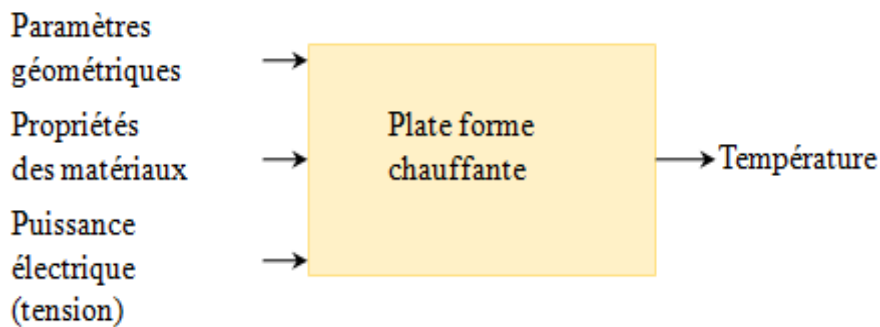 Paramètres
géométriques
Propriétés
des matériaux
Puissance
électrique
(tension)
Plate forme
chauffante
Température